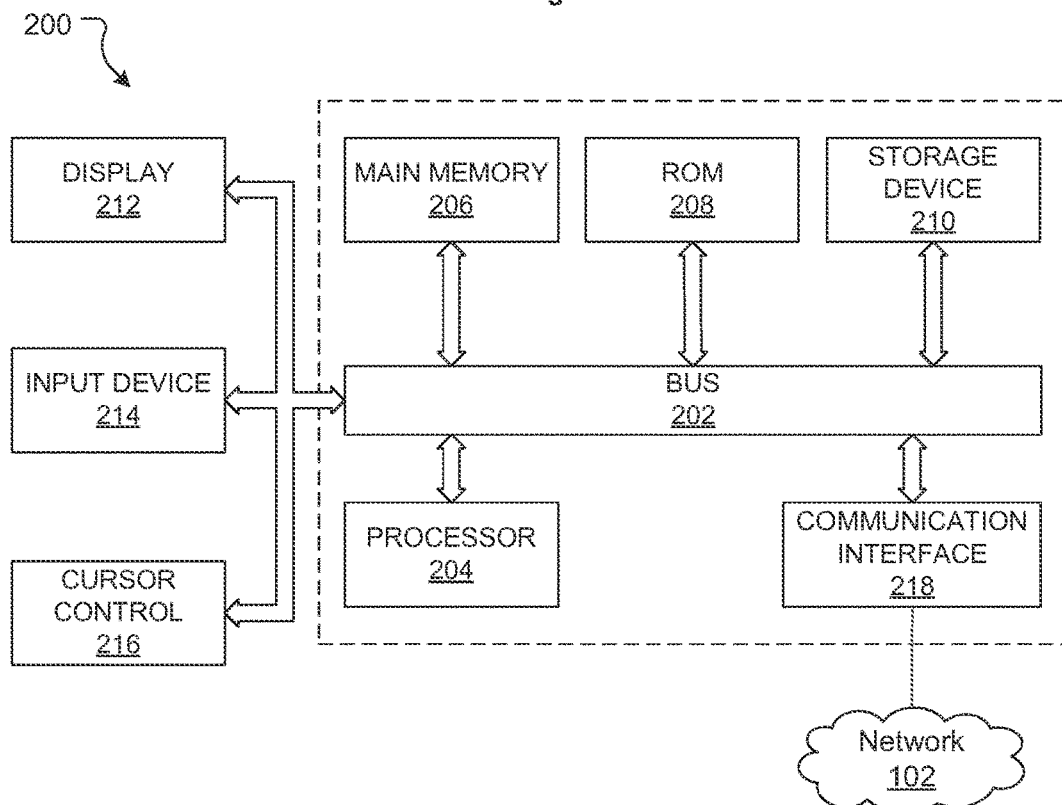 200
DISPLAY
212
MAIN MEMORY
206
ROM
208
STORAGE
DEVICE
210
INPUT DEVICE
214
BUS
202
CURSOR
CONTROL
216
PROCESSOR
204
COMMUNICATION
INTERFACE
218
Network
102